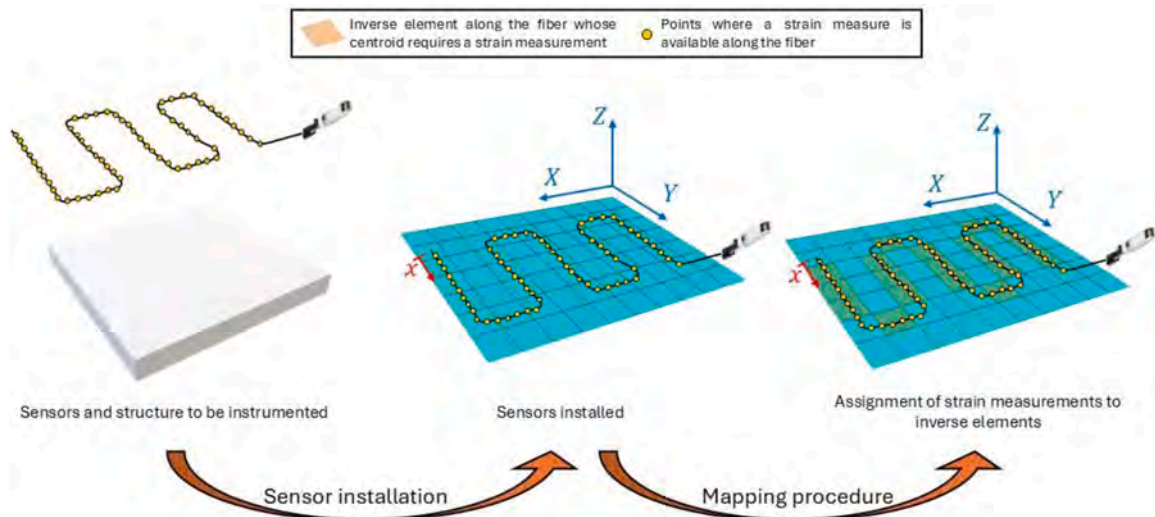 Inverse element along the fiber whose
centroid requires a strain measurement
Points where a strain measure is
available along the fiber
Z
X
Y
x
Z
X
Y
x
Sensors and structure to be instrumented
Sensors installed
Assignment of strain measurements to
inverse elements
Sensor installation
Mapping procedure